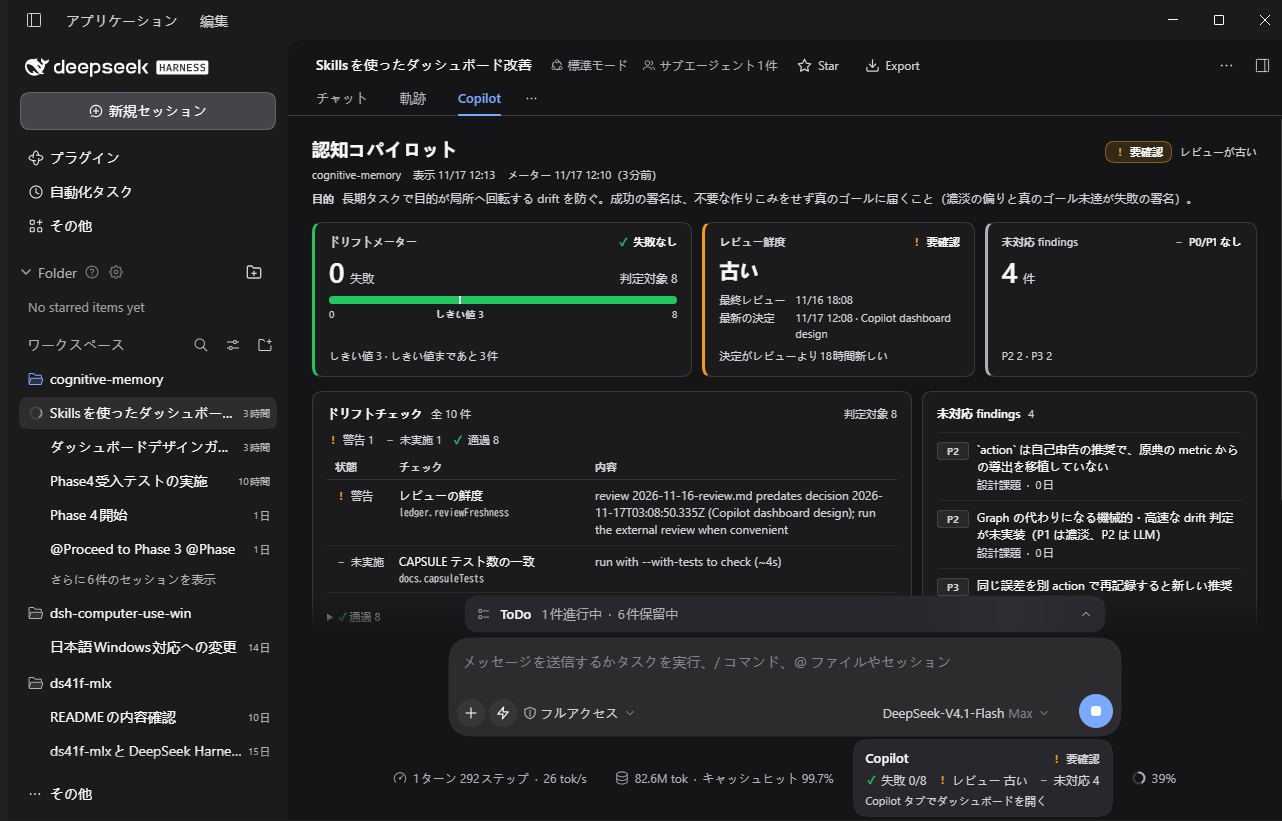 アプリケーション 編集
deepseek HARNESS
新規セッション
プラグイン
自動化タスク
その他
Folder
No starred items yet
ワークスペース
cognitive-memory
Skillsを使ったダッシュボー... 3時間
ダッシュボードデザインガ... 3時間
Phase4受入テストの実施 10時間
Phase 4開始 1日
@Proceed to Phase 3 @Phase 1日
さらに6件のセッションを表示
dsh-computer-use-win
日本語Windows対応への変更 14日
ds41f-mlx
READMEの内容確認 10日
ds41f-mlxとDeepSeek Harne... 15日
その他
Skillsを使ったダッシュボード改善 標準モード サブエージェント1件 Star Export
チャット 軌跡 Copilot
認知コパイロット
! 要確認 レビューが古い
cognitive-memory 表示 11/17 12:13 メーター 11/17 12:10（3分前）
目的 長期タスクで目的が局所へ回転する drift を防ぐ。成功の署名は、不要な作りこみをせず真のゴールに届くこと（濃淡の偏りと真のゴール未達が失敗の署名）。
ドリフトメーター ✓ 失敗なし
0 失敗 判定対象 8
0 しきい値 3 8
しきい値 3 · しきい値まであと3件
レビュー鮮度 ! 要確認
古い
最終レビュー 11/16 18:08
最新の決定 11/17 12:08 · Copilot dashboard
design
決定がレビューより18時間新しい
未対応 findings – P0/P1 なし
4 件
P2 2 · P3 2
ドリフトチェック 全 10 件 判定対象 8
! 警告 1 – 未実施 1 ✓ 通過 8
状態 チェック 内容
! 警告 レビューの鮮度 review 2026-11-16-review.md predates decision 2026-
ledger.reviewFreshness 11-17T03:08:50.335Z (Copilot dashboard design); run
the external review when convenient
– 未実施 CAPSULE テスト数の一致 run with --with-tests to check (~4s)
docs.capsuleTests
▶ ✓ 通過 8
未対応 findings 4
P2 `action` は自己申告の推奨で、原典の metric から
の導出を移植していない
設計課題 · 0日
P2 Graph の代わりになる機械的・高速な drift 判定
が未実装（P1 は濃淡、P2 は LLM）
設計課題 · 0日
P3 同じ誤差を別 action で再記録すると新しい推奨
ToDo 1件進行中 · 6件保留中
メッセージを送信するかタスクを実行、/ コマンド、@ ファイルやセッション
フルアクセス DeepSeek-V4.1-Flash Max
1ターン 292ステップ · 26 tok/s 82.6M tok · キャッシュヒット 99.7%
Copilot ! 要確認
✓ 失敗 0/8 ! レビュー 古い – 未対応 4
Copilot タブでダッシュボードを開く
39%